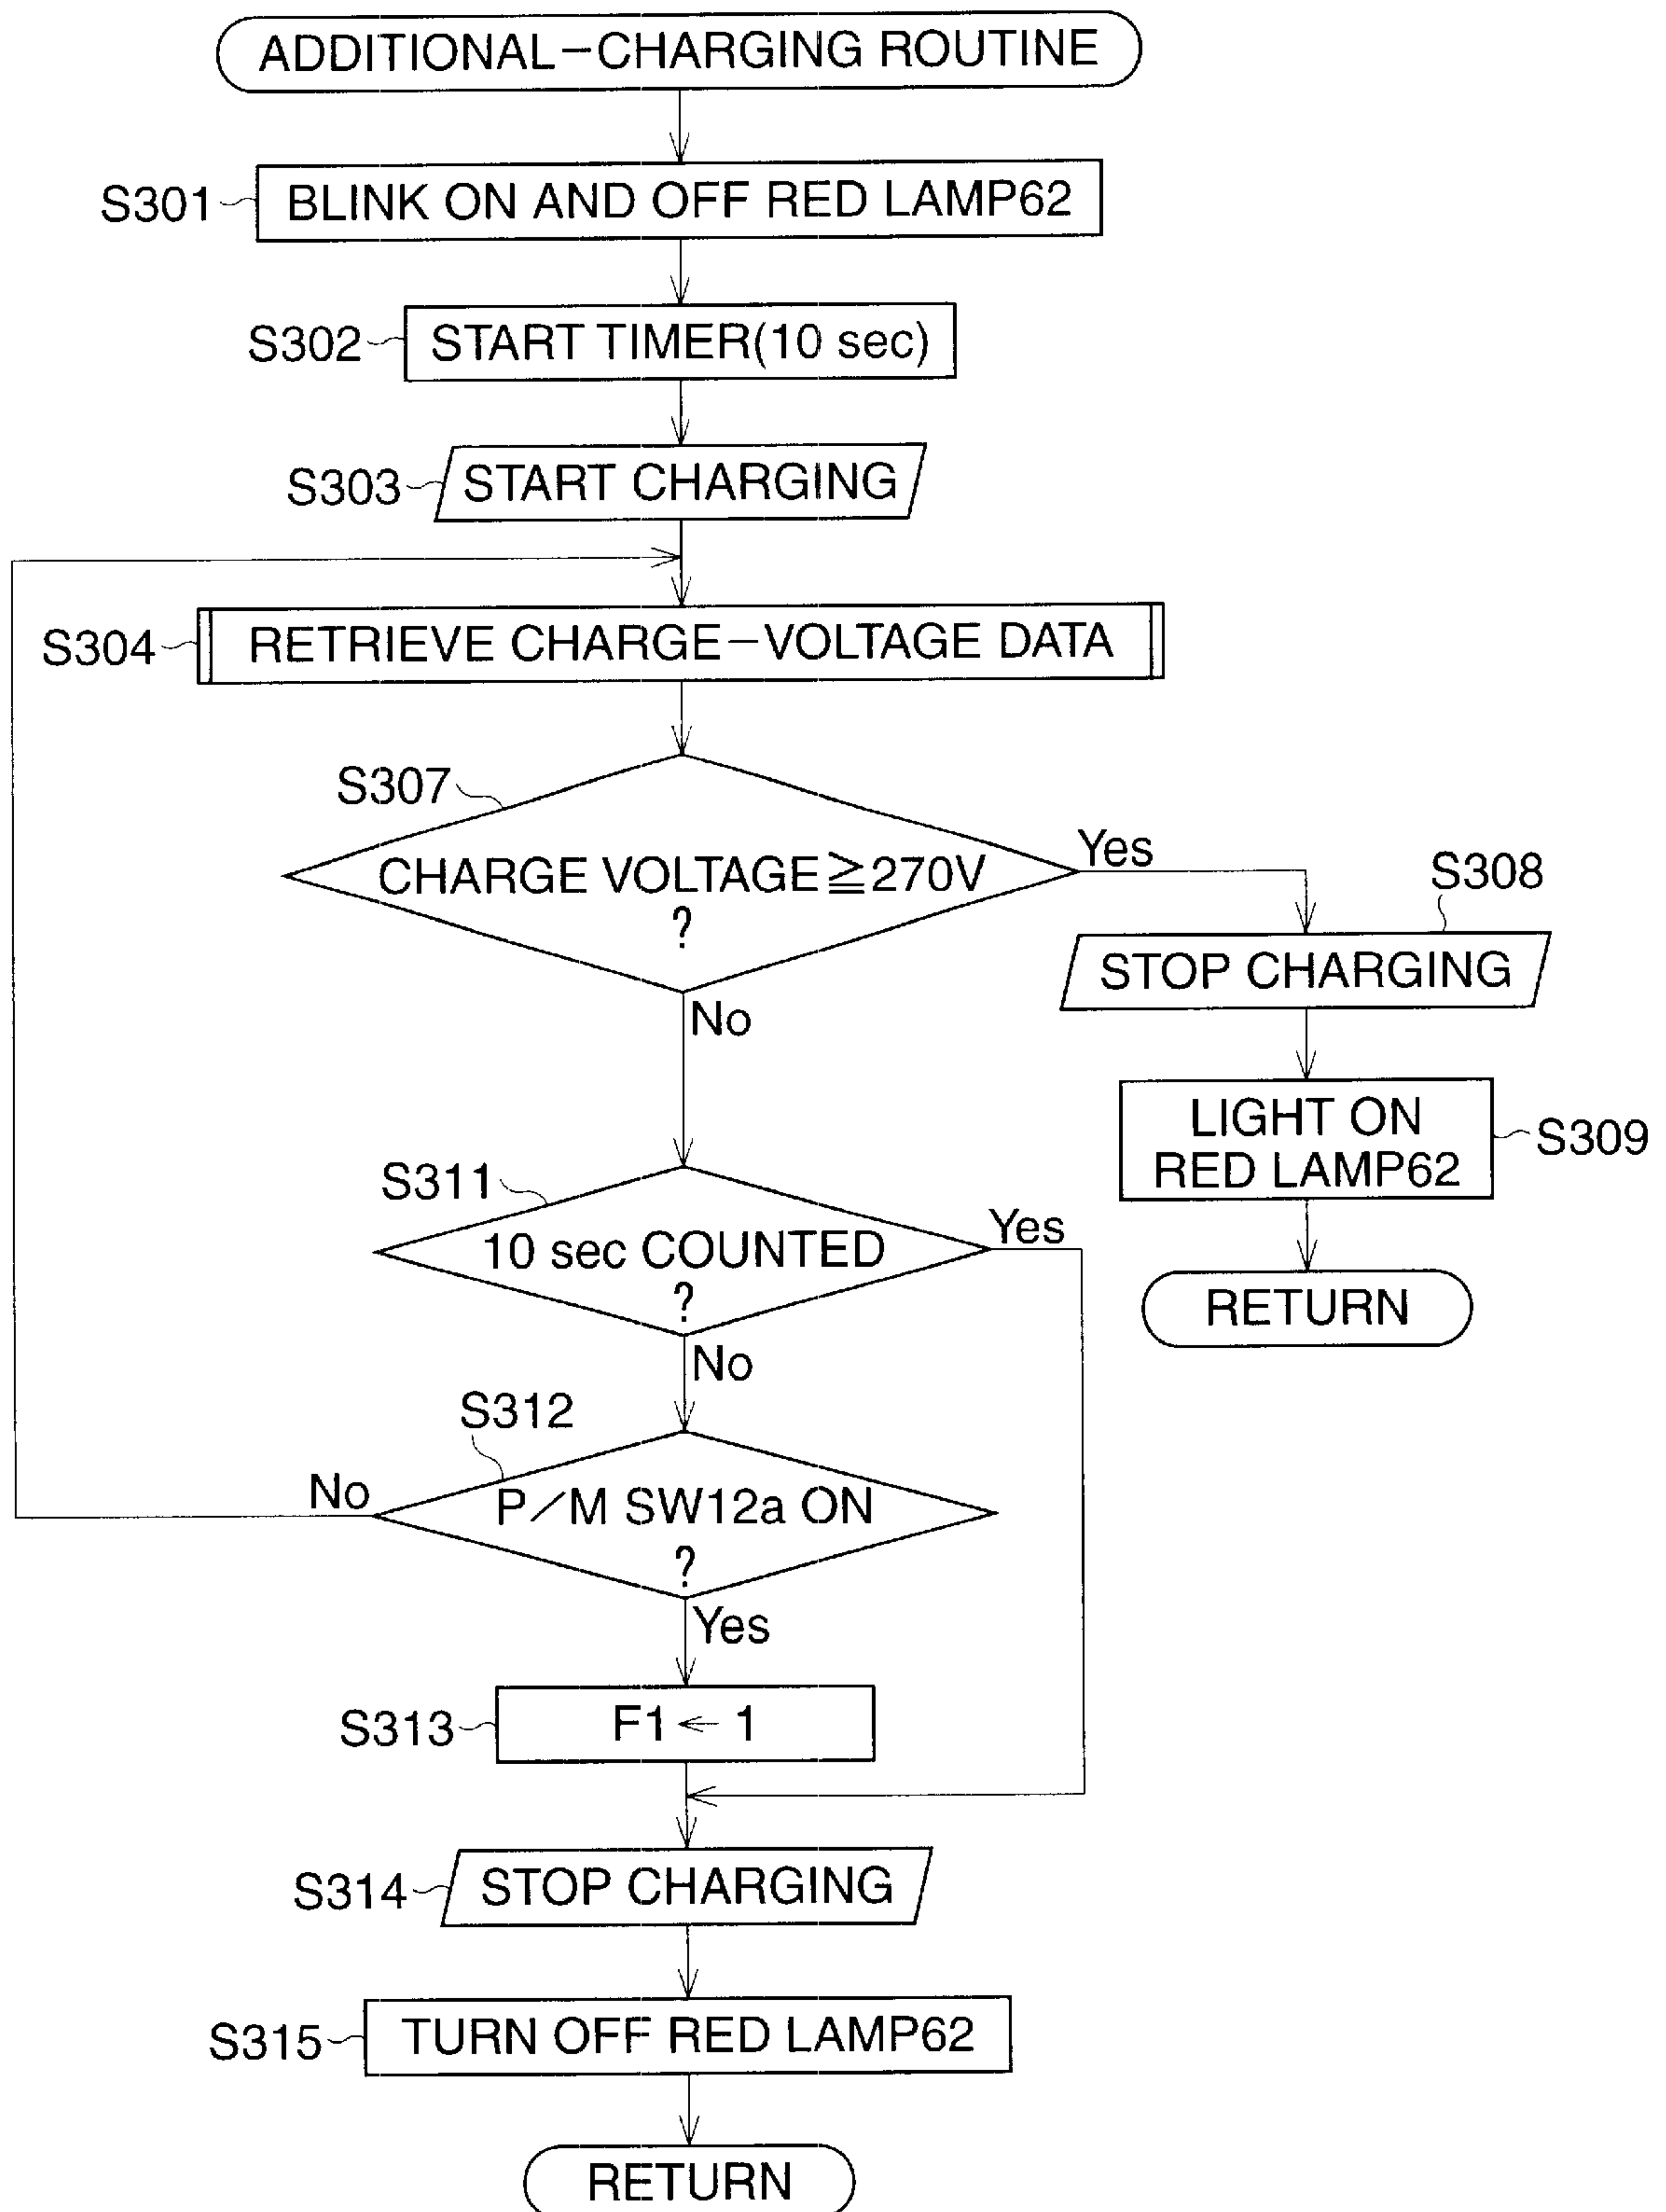 ADDITIONAL-CHARGING ROUTINE
S301
BLINK ON AND OFF RED LAMP62
S302
START TIMER(10 sec)
S303
START CHARGING
S304
RETRIEVE CHARGE-VOLTAGE DATA
S307
CHARGE VOLTAGE≧270V
?
Yes
No
S308
STOP CHARGING
LIGHT ON
RED LAMP62
S309
RETURN
S311
10 sec COUNTED
?
Yes
No
S312
P/M SW12a ON
?
No
Yes
S313
F1 ← 1
S314
STOP CHARGING
S315
TURN OFF RED LAMP62
RETURN